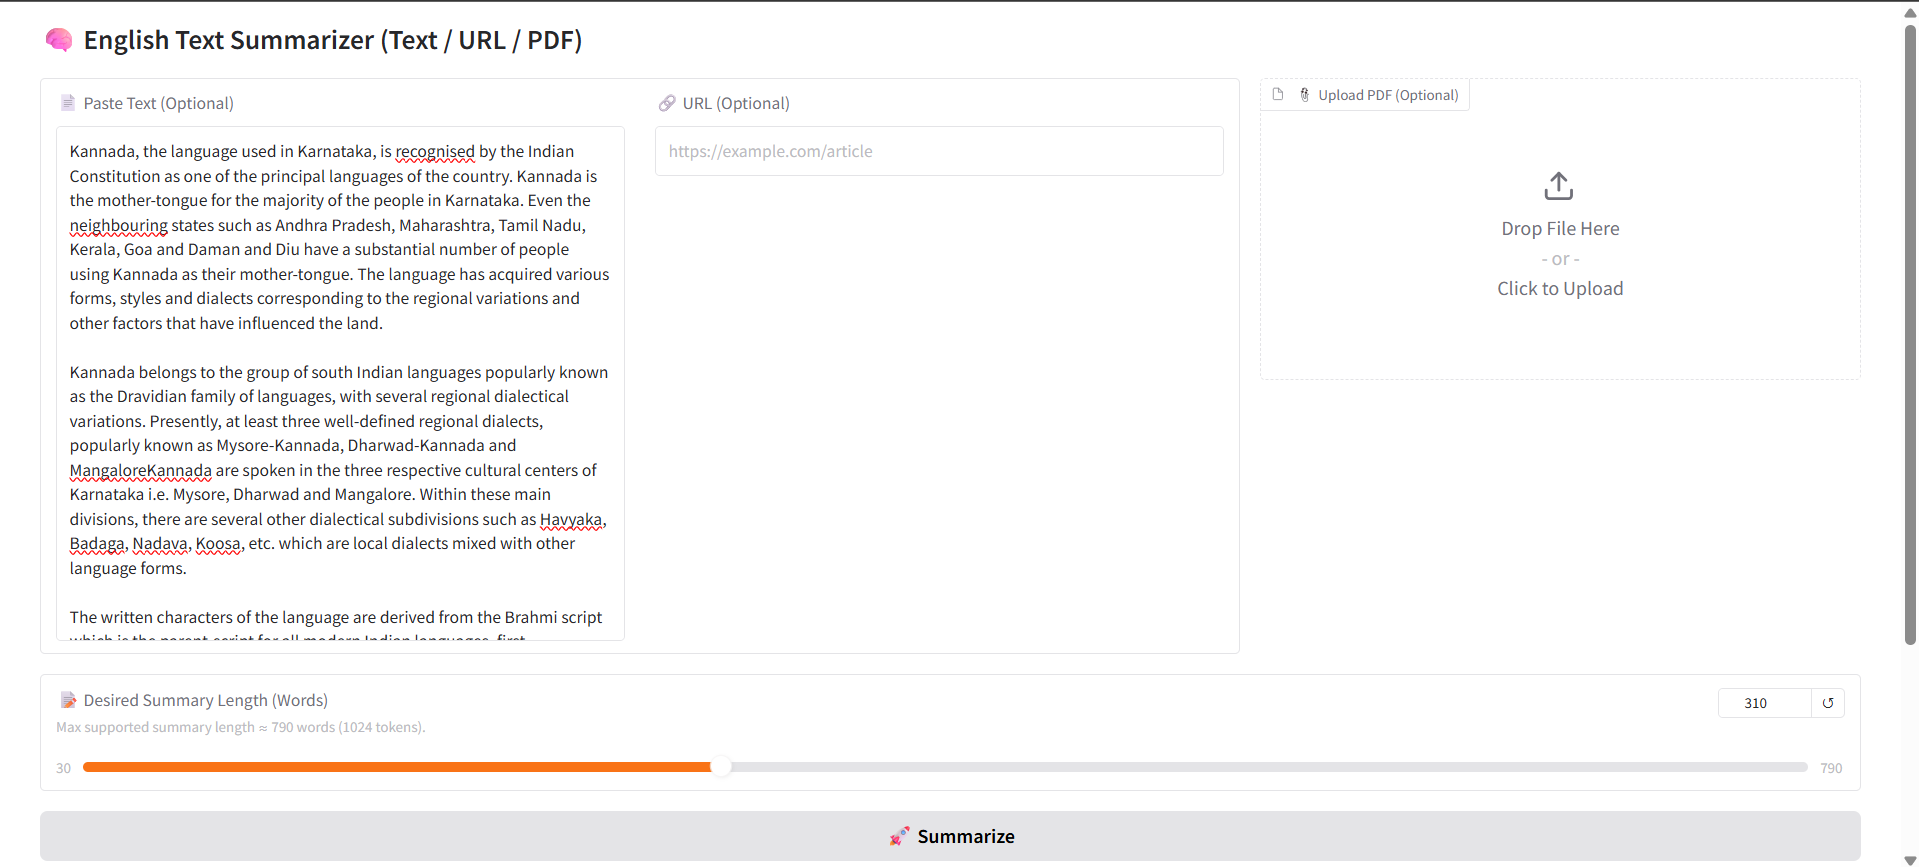 🧠 English Text Summarizer (Text / URL / PDF)
📄 Paste Text (Optional)
Kannada, the language used in Karnataka, is recognised by the Indian
Constitution as one of the principal languages of the country. Kannada is
the mother-tongue for the majority of the people in Karnataka. Even the
neighbouring states such as Andhra Pradesh, Maharashtra, Tamil Nadu,
Kerala, Goa and Daman and Diu have a substantial number of people
using Kannada as their mother-tongue. The language has acquired various
forms, styles and dialects corresponding to the regional variations and
other factors that have influenced the land.
Kannada belongs to the group of south Indian languages popularly known
as the Dravidian family of languages, with several regional dialectical
variations. Presently, at least three well-defined regional dialects,
popularly known as Mysore-Kannada, Dharwad-Kannada and
MangaloreKannada are spoken in the three respective cultural centers of
Karnataka i.e. Mysore, Dharwad and Mangalore. Within these main
divisions, there are several other dialectical subdivisions such as Havyaka,
Badaga, Nadava, Koosa, etc. which are local dialects mixed with other
language forms.
The written characters of the language are derived from the Brahmi script
which is the parent script for all modern Indian languages, first
🔗 URL (Optional)
https://example.com/article
Upload PDF (Optional)
Drop File Here
- or -
Click to Upload
📝 Desired Summary Length (Words)
Max supported summary length ≈ 790 words (1024 tokens).
310
30
790
🚀 Summarize